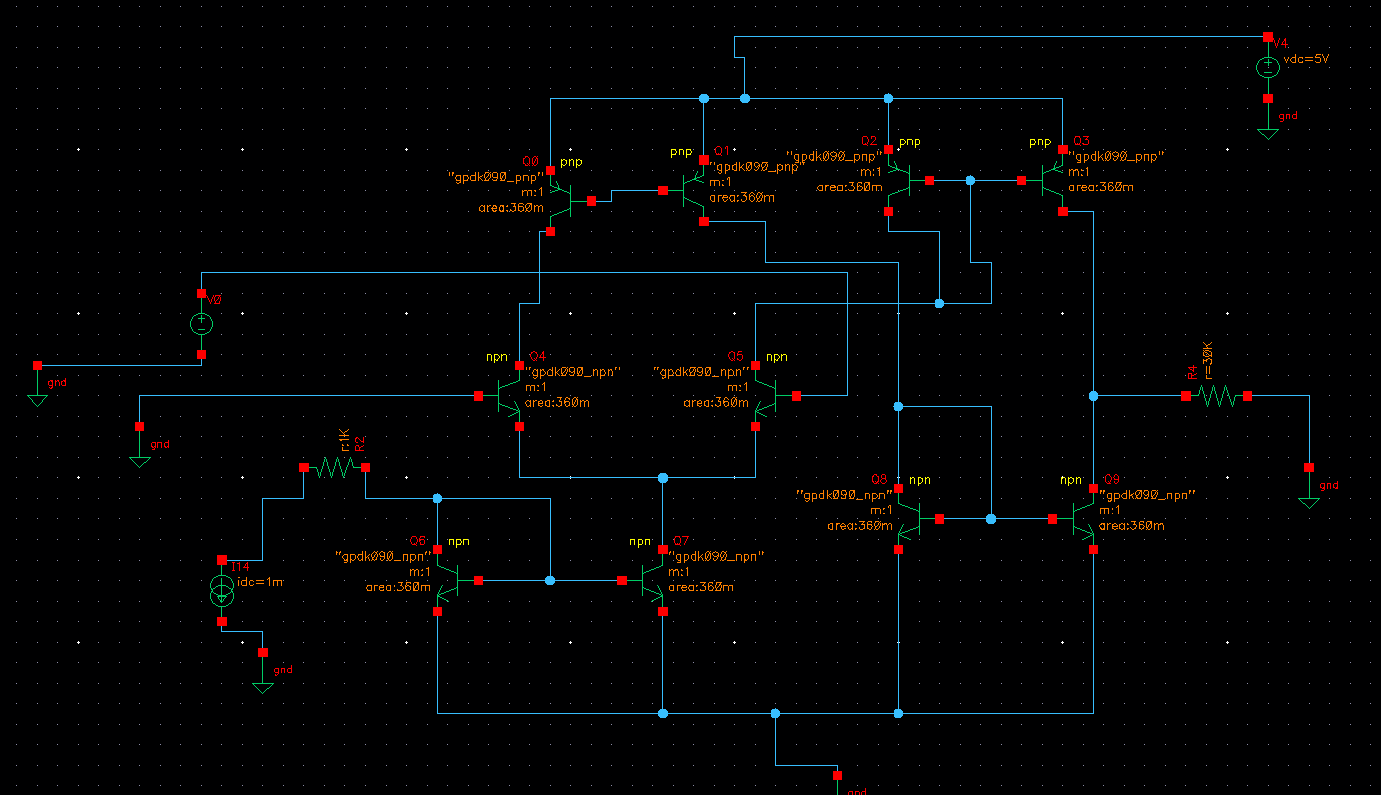 V4
vdc=5V
gnd
Q0
pnp
"gpdk090_pnp"
m:1
area:360m
pnp
Q1
"gpdk090_pnp"
m:1
area:360m
Q2
pnp
"gpdk090_pnp"
m:1
area:360m
pnp
Q3
"gpdk090_pnp"
m:1
area:360m
V0
gnd
npn
Q4
"gpdk090_npn"
m:1
area:360m
Q5
npn
"gpdk090_npn"
m:1
area:360m
R4
r=30K
gnd
gnd
r:1K
R2
Q8
npn
"gpdk090_npn"
m:1
area:360m
npn
Q9
"gpdk090_npn"
m:1
area:360m
I14
idc=1m
gnd
Q6
npn
"gpdk090_npn"
m:1
area:360m
npn
Q7
"gpdk090_npn"
m:1
area:360m
gnd